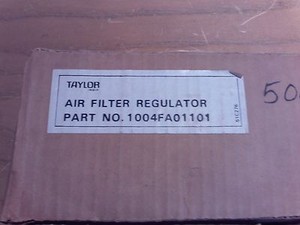 TAYLOR
AIR FILTER REGULATOR
PART NO. 1004FA01101
50